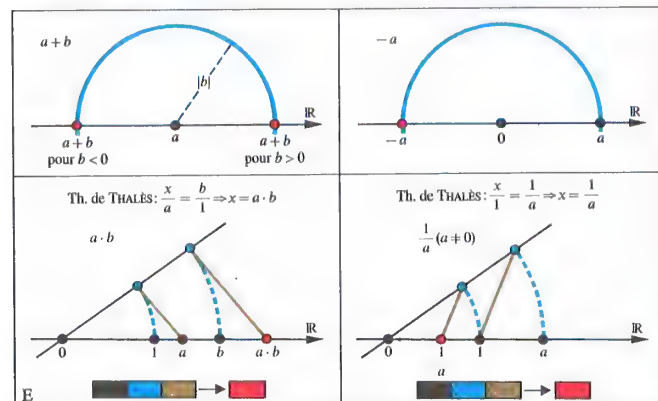 a + b
|b|
ℝ
a + b
a
a + b
pour b < 0
pour b > 0
− a
ℝ
−a
0
a
Th. de THALÈS: x/a = b/1 ⇒ x = a · b
a · b
ℝ
0
1
a
b
a · b
E
Th. de THALÈS: x/1 = 1/a ⇒ x = 1/a
1/a (a ≠ 0)
ℝ
0
1
1
a
a